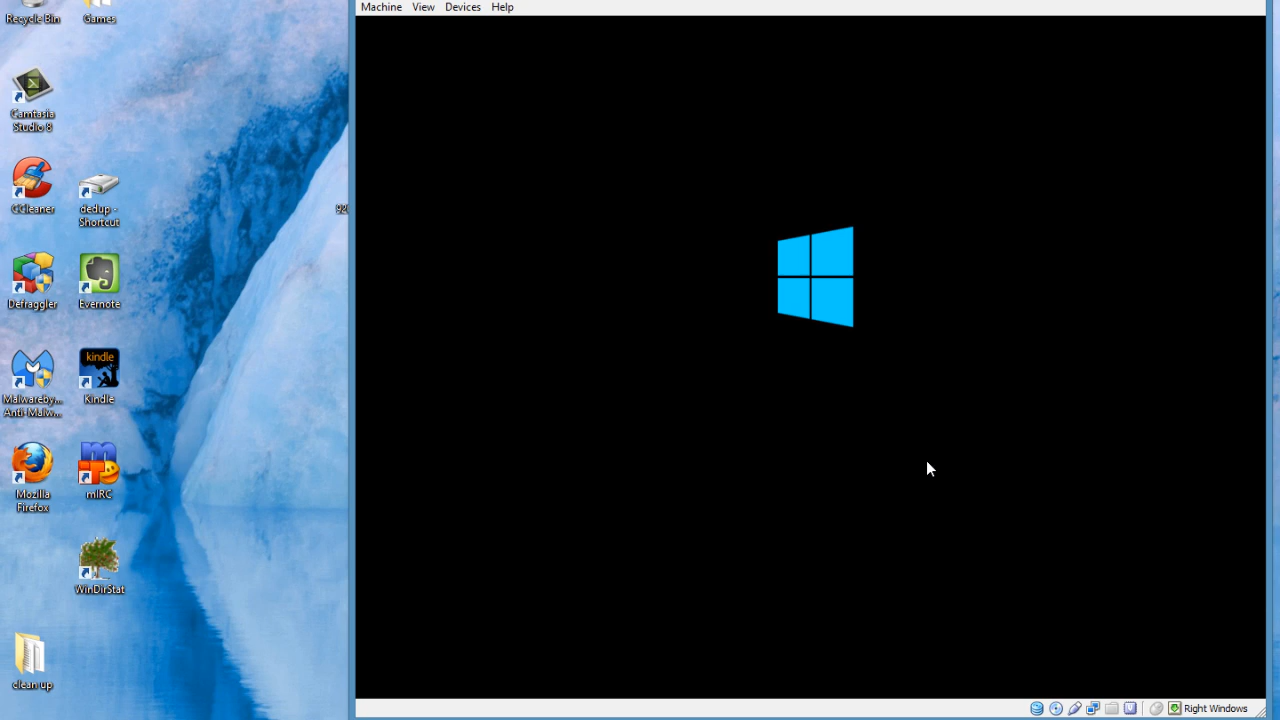 Machine View Devices Help
Recycle Bin
Games
Camtasia
Studio 8
CCleaner
dedup -
Shortcut
Defraggler
Evernote
kindle
Malwareby...
Anti-Malw...
Kindle
Mozilla
Firefox
mIRC
WinDirStat
clean up
Right Windows